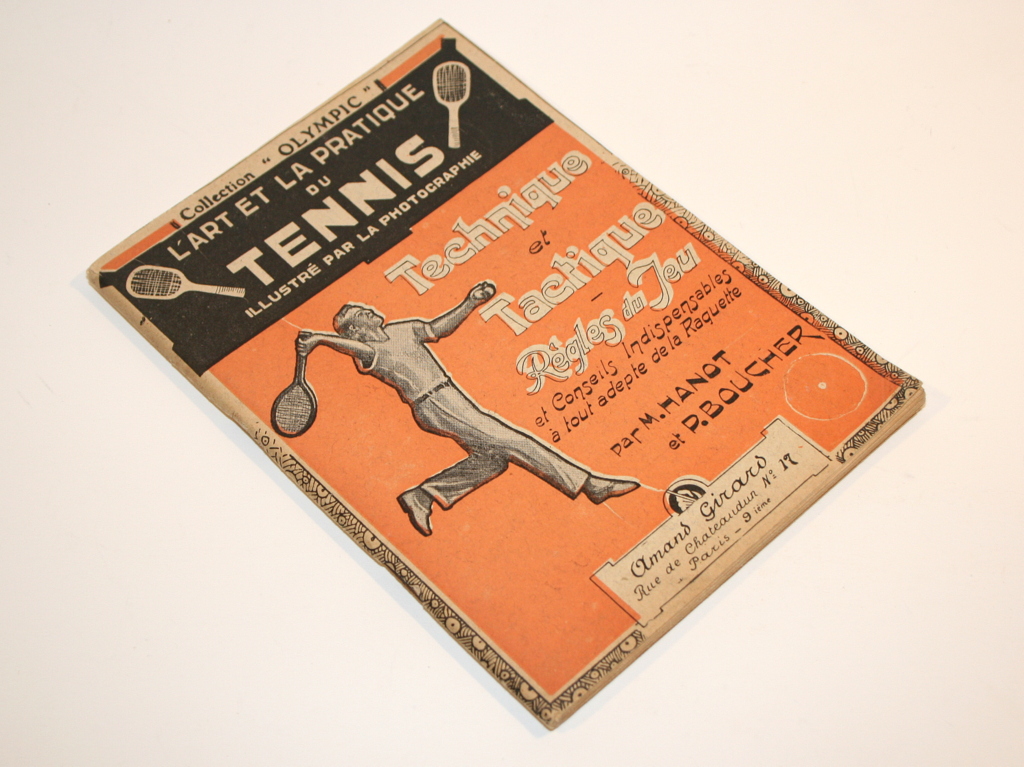 Collection "OLYMPIC"
L'ART ET LA PRATIQUE
DU
TENNIS
ILLUSTRÉ PAR LA PHOTOGRAPHIE
Technique
et
Tactique
—
Régles du Jeu
et Conseils Indispensables
à tout adepte de la Raquette
par M. HANOT
et P. BOUCHER
Amand Girard
Rue de Chateaudun Nº 17
Paris - 9 ième